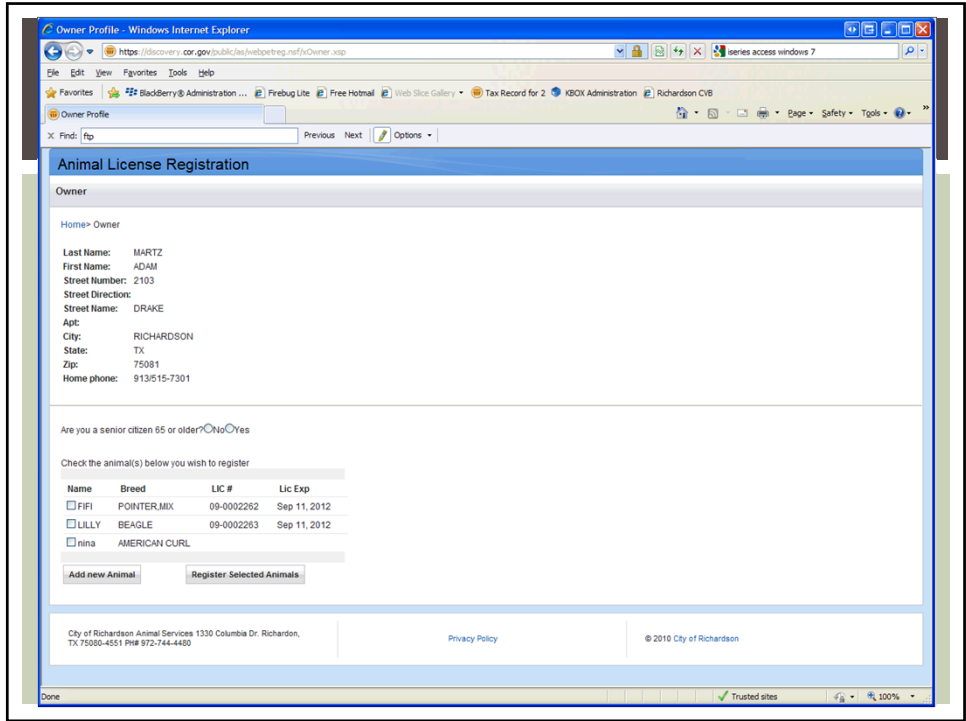 Owner Profile - Windows Internet Explorer
https://discovery.cor.gov/public/as/webpetreg.nsf/xOwner.xsp
iseries access windows 7
File Edit View Favorites Tools Help
Favorites BlackBerry® Administration ... Firebug Lite Free Hotmail Web Slice Gallery Tax Record for 2 KBOX Administration Richardson CVB
Owner Profile Page Safety Tools »
X Find: ftp Previous Next Options
Animal License Registration
Owner
Home> Owner
Last Name: MARTZ
First Name: ADAM
Street Number: 2103
Street Direction:
Street Name: DRAKE
Apt:
City: RICHARDSON
State: TX
Zip: 75081
Home phone: 913/515-7301
Are you a senior citizen 65 or older? No Yes
Check the animal(s) below you wish to register
Name Breed LIC # Lic Exp
FIFI POINTER,MIX 09-0002262 Sep 11, 2012
LILLY BEAGLE 09-0002263 Sep 11, 2012
nina AMERICAN CURL
Add new Animal Register Selected Animals
City of Richardson Animal Services 1330 Columbia Dr. Richardon,
TX 75080-4551 PH# 972-744-4480
Privacy Policy
© 2010 City of Richardson
Done Trusted sites 100%